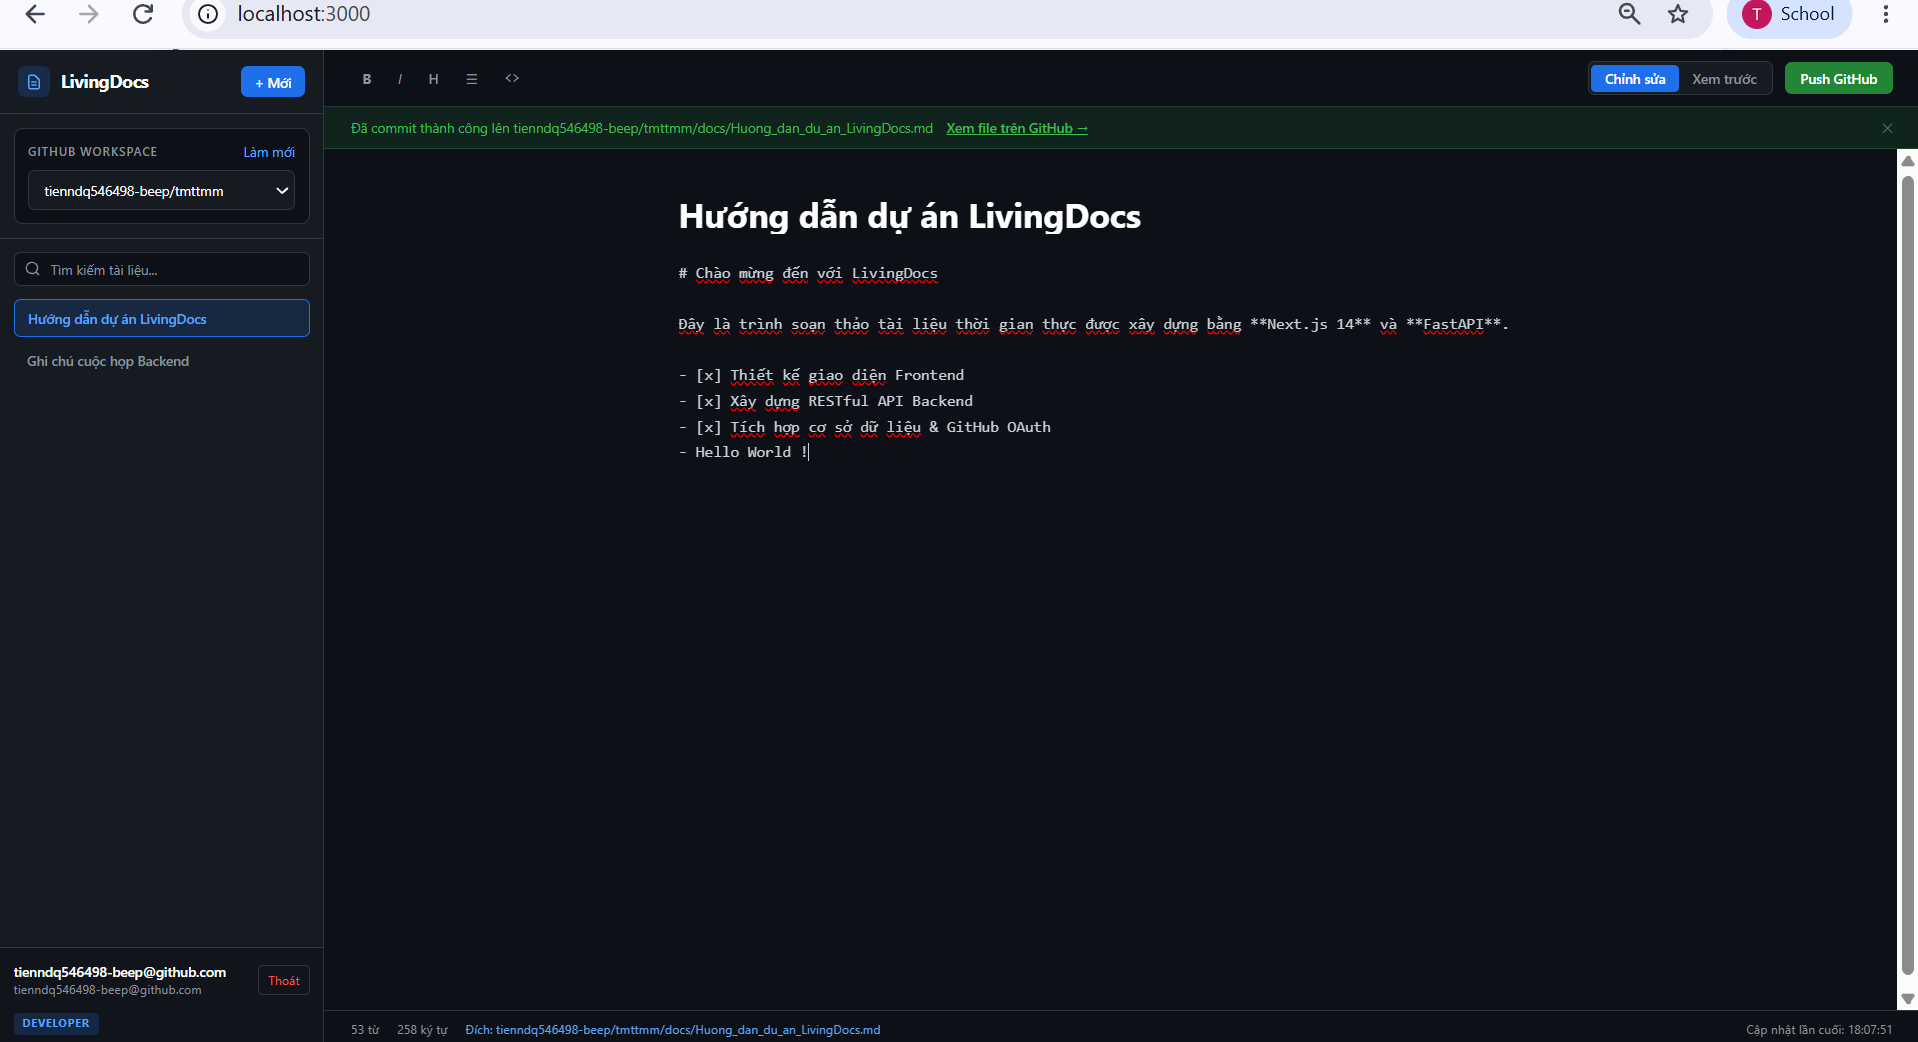 localhost:3000
T School
LivingDocs
+ Mới
B I H ☰ <>
Chỉnh sửa
Xem trước
Push GitHub
Đã commit thành công lên tienndq546498-beep/tmttmm/docs/Huong_dan_du_an_LivingDocs.md Xem file trên GitHub →
GITHUB WORKSPACE
Làm mới
tienndq546498-beep/tmttmm
Tìm kiếm tài liệu...
Hướng dẫn dự án LivingDocs
Ghi chú cuộc họp Backend
Hướng dẫn dự án LivingDocs
# Chào mừng đến với LivingDocs
Đây là trình soạn thảo tài liệu thời gian thực được xây dựng bằng **Next.js 14** và **FastAPI**.
- [x] Thiết kế giao diện Frontend
- [x] Xây dựng RESTful API Backend
- [x] Tích hợp cơ sở dữ liệu & GitHub OAuth
- Hello World !
tienndq546498-beep@github.com
tienndq546498-beep@github.com
Thoát
DEVELOPER
53 từ 258 ký tự Đích: tienndq546498-beep/tmttmm/docs/Huong_dan_du_an_LivingDocs.md
Cập nhật lần cuối: 18:07:51